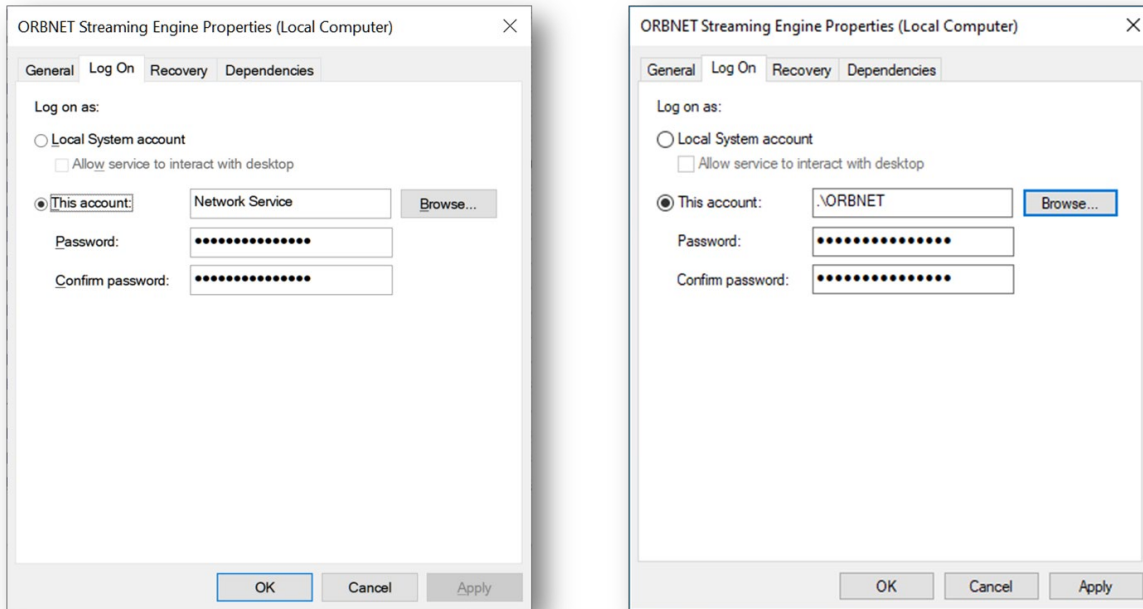 ORBNET Streaming Engine Properties (Local Computer)
General Log On Recovery Dependencies
Log on as:
Local System account
Allow service to interact with desktop
This account: Network Service Browse...
Password: ●●●●●●●●●●●●●●●
Confirm password: ●●●●●●●●●●●●●●●
OK Cancel Apply
ORBNET Streaming Engine Properties (Local Computer)
General Log On Recovery Dependencies
Log on as:
Local System account
Allow service to interact with desktop
This account: .\ORBNET Browse...
Password: ●●●●●●●●●●●●●●●
Confirm password: ●●●●●●●●●●●●●●●
OK Cancel Apply